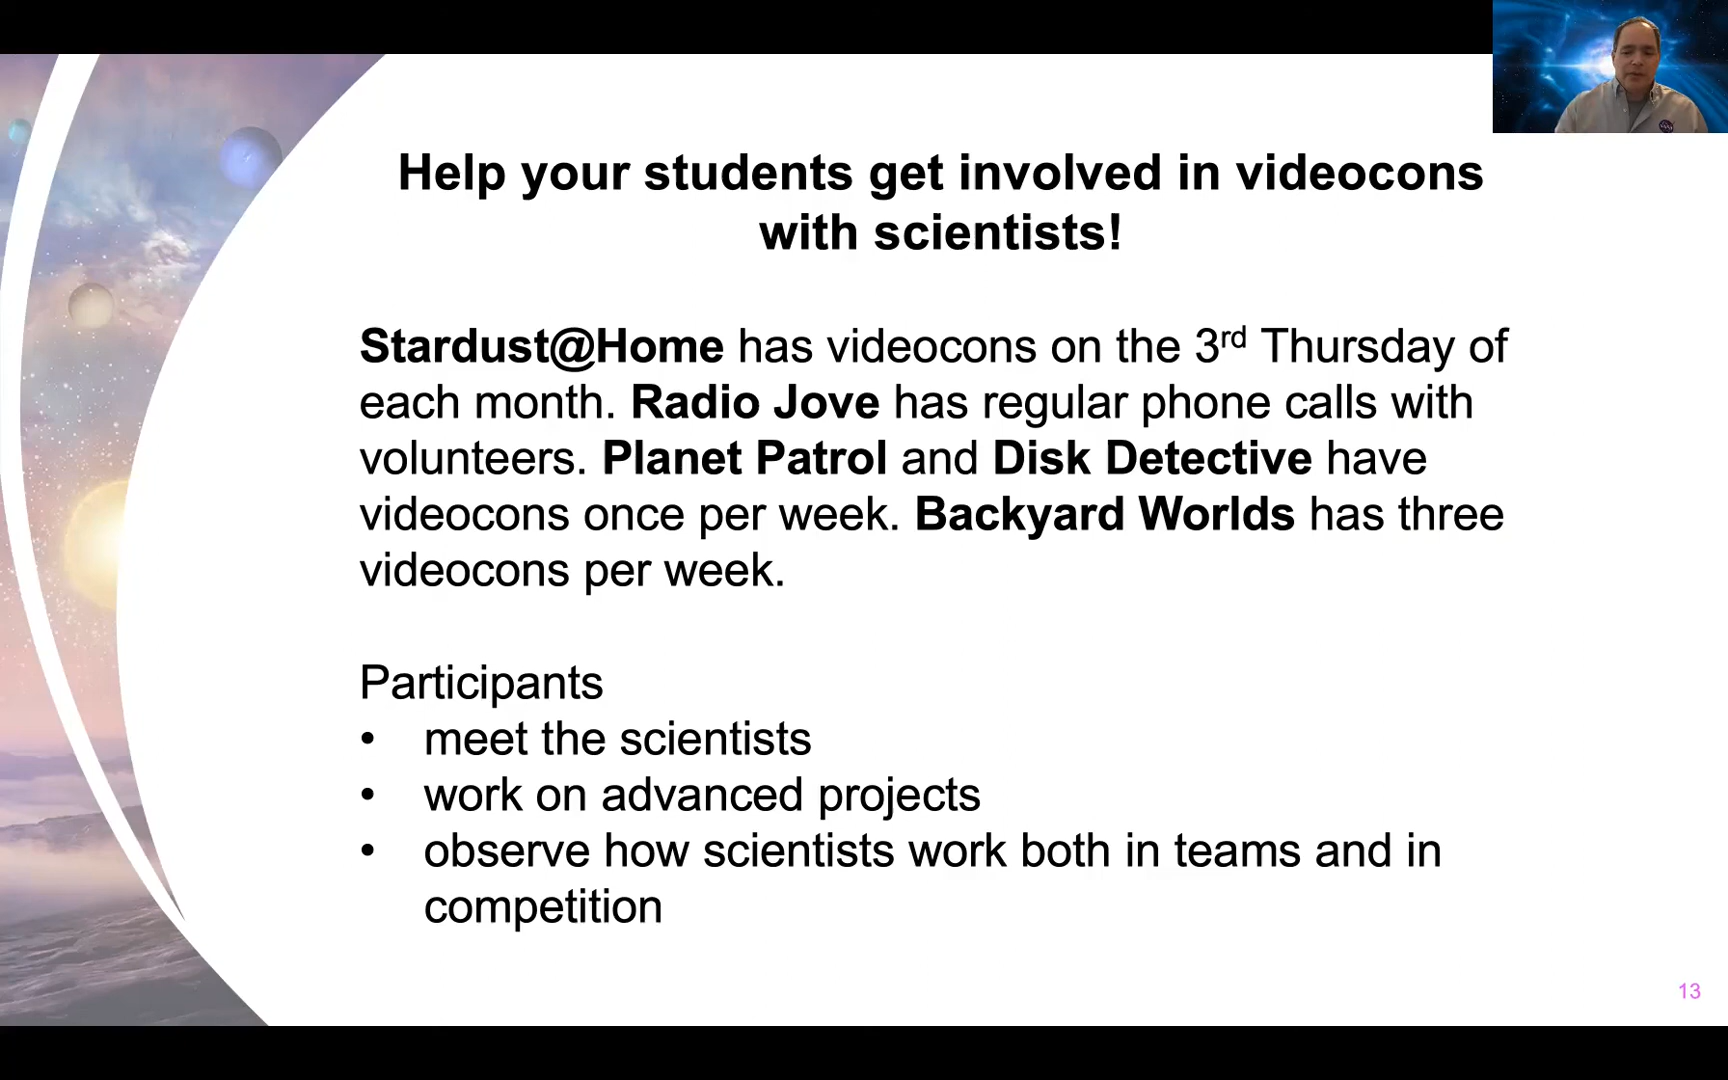 Help your students get involved in videocons
with scientists!
Stardust@Home has videocons on the 3rd Thursday of
each month. Radio Jove has regular phone calls with
volunteers. Planet Patrol and Disk Detective have
videocons once per week. Backyard Worlds has three
videocons per week.
Participants
• meet the scientists
• work on advanced projects
• observe how scientists work both in teams and in
competition
13